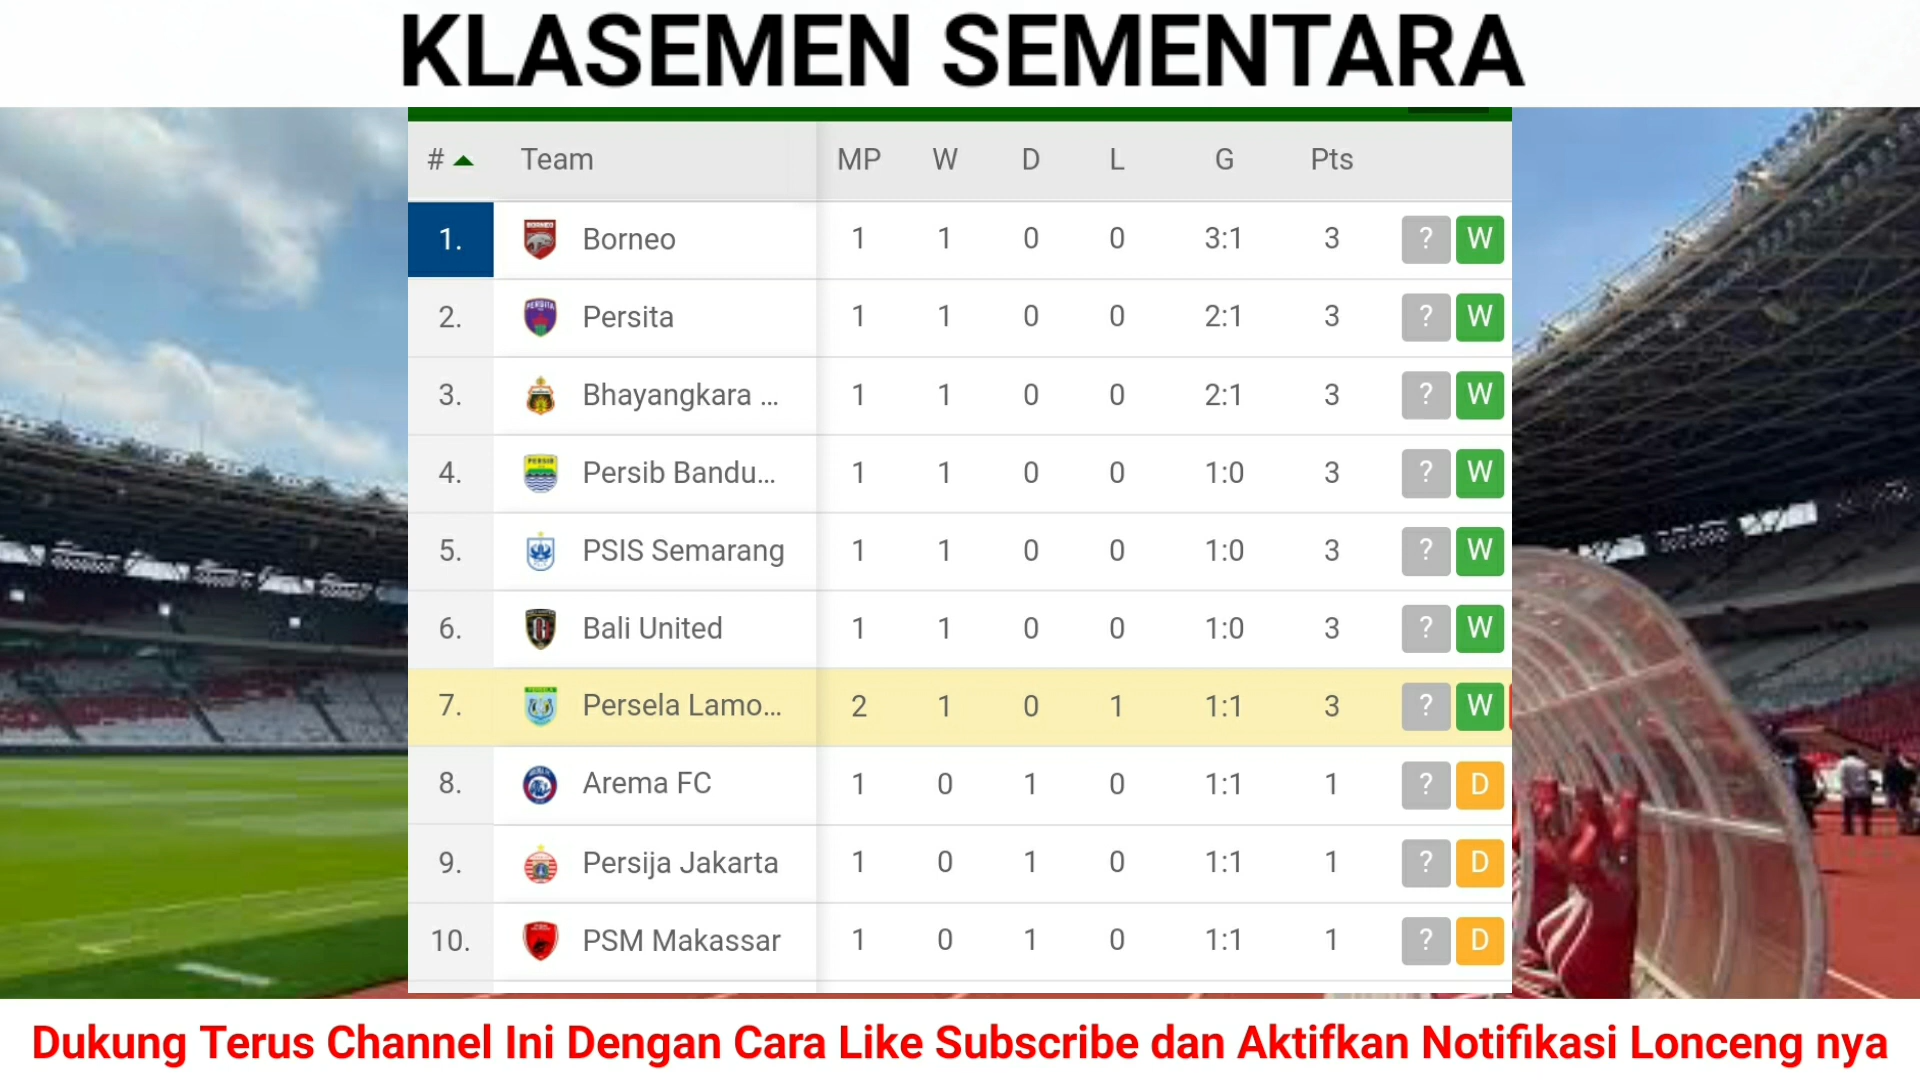 KLASEMEN SEMENTARA
# Team MP W D L G Pts
1. Borneo 1 1 0 0 3:1 3 ? W
2. Persita 1 1 0 0 2:1 3 ? W
3. Bhayangkara ... 1 1 0 0 2:1 3 ? W
4. Persib Bandu... 1 1 0 0 1:0 3 ? W
5. PSIS Semarang 1 1 0 0 1:0 3 ? W
6. Bali United 1 1 0 0 1:0 3 ? W
7. Persela Lamo... 2 1 0 1 1:1 3 ? W
8. Arema FC 1 0 1 0 1:1 1 ? D
9. Persija Jakarta 1 0 1 0 1:1 1 ? D
10. PSM Makassar 1 0 1 0 1:1 1 ? D
Dukung Terus Channel Ini Dengan Cara Like Subscribe dan Aktifkan Notifikasi Lonceng nya